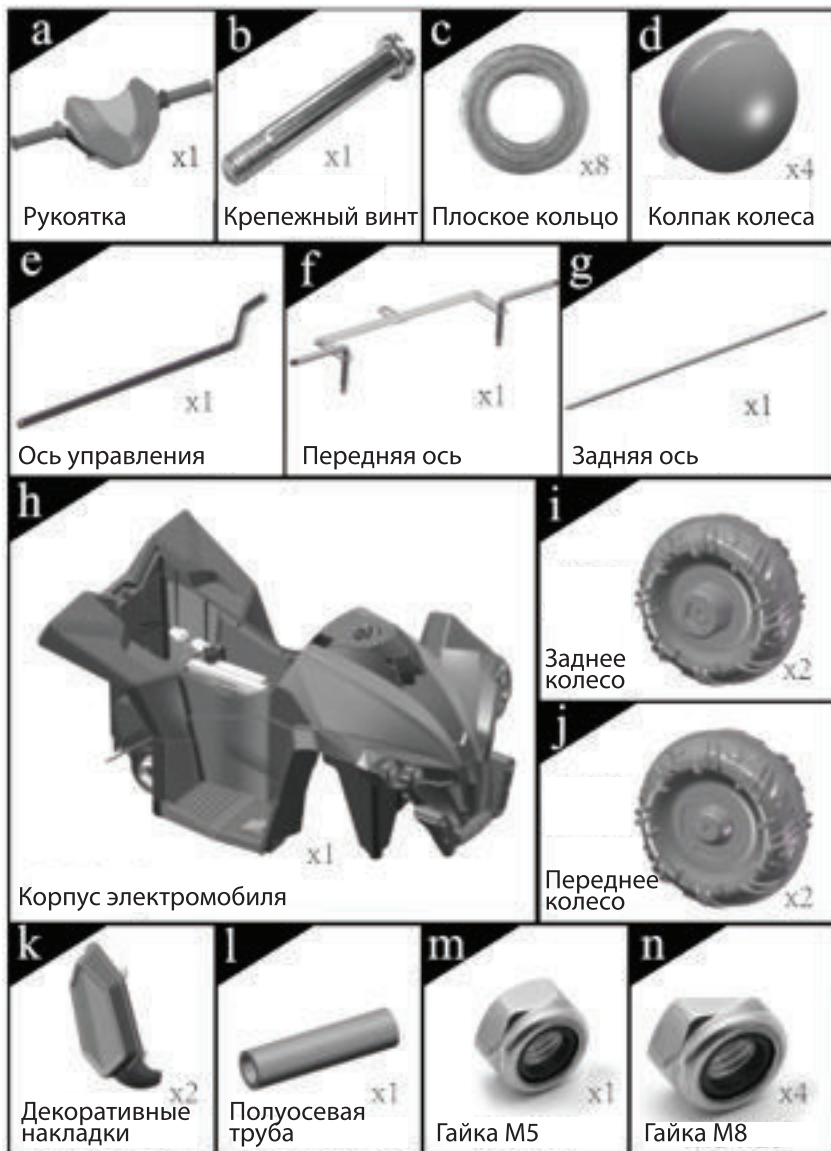 a
x1
Рукоятка
b
x1
Крепежный винт
c
x8
Плоское кольцо
d
x4
Колпак колеса
e
x1
Ось управления
f
x1
Передняя ось
g
x1
Задняя ось
h
x1
Корпус электромобиля
i
Заднее
колесо
x2
j
Переднее
колесо
x2
k
x2
Декоративные
накладки
l
x1
Полуосевая
труба
m
x1
Гайка М5
n
x4
Гайка М8